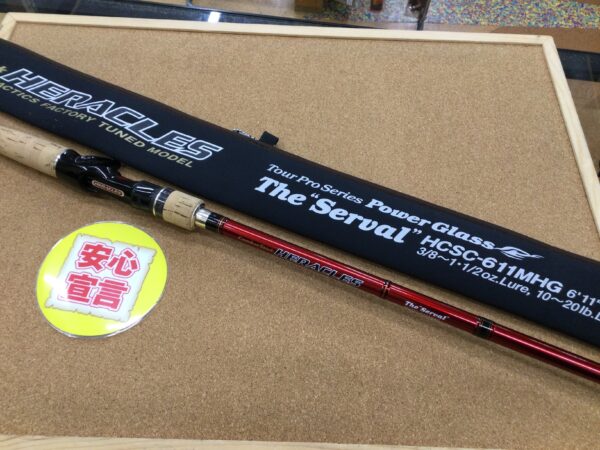 HERACLES
TACTICS FACTORY TUNED MODEL
Tour Pro Series Power Glass
The "Serval" HCSC-611MHG 6'11"
3/8~1・1/2oz.Lure, 10~20lb.L
HERACLES
The "Serval"
安心
宣言